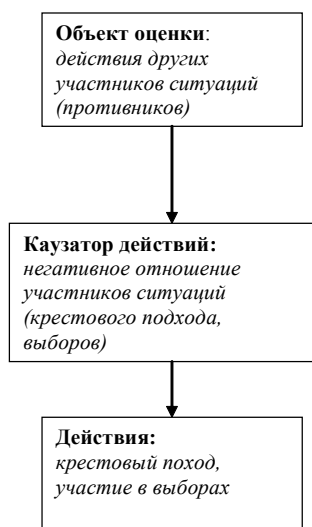 Объект оценки:
действия других
участников ситуаций
(противников)
Каузатор действий:
негативное отношение
участников ситуаций
(крестового подхода,
выборов)
Действия:
крестовый поход,
участие в выборах